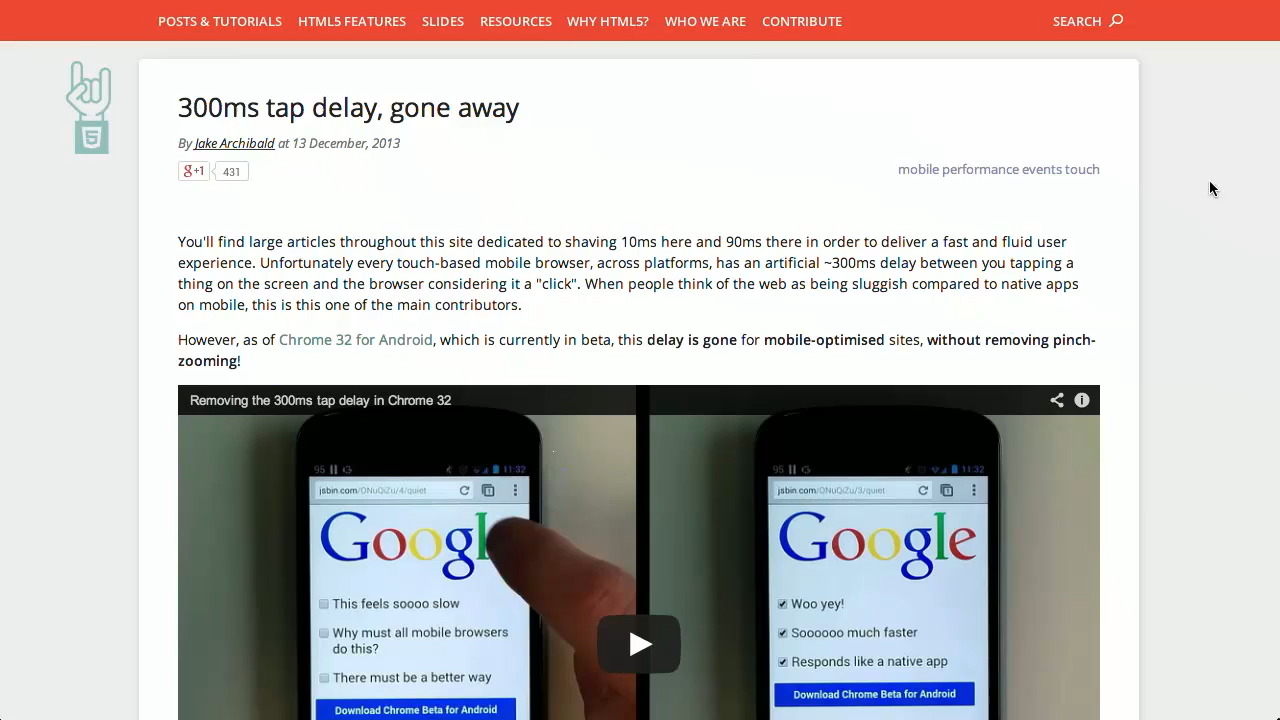 POSTS & TUTORIALS HTML5 FEATURES SLIDES RESOURCES WHY HTML5? WHO WE ARE CONTRIBUTE SEARCH
300ms tap delay, gone away
By Jake Archibald at 13 December, 2013
g+1 431
mobile performance events touch
You'll find large articles throughout this site dedicated to shaving 10ms here and 90ms there in order to deliver a fast and fluid user
experience. Unfortunately every touch-based mobile browser, across platforms, has an artificial ~300ms delay between you tapping a
thing on the screen and the browser considering it a "click". When people think of the web as being sluggish compared to native apps
on mobile, this is this one of the main contributors.
However, as of Chrome 32 for Android, which is currently in beta, this delay is gone for mobile-optimised sites, without removing pinch-
zooming!
Removing the 300ms tap delay in Chrome 32
95 11:32
jsbin.com/ONuQiZu/4/quiet 1
Googl
This feels soooo slow
Why must all mobile browsers
do this?
There must be a better way
Download Chrome Beta for Android
95 11:32
jsbin.com/ONuQiZu/3/quiet 1
Google
Woo yey!
Soooooo much faster
Responds like a native app
Download Chrome Beta for Android